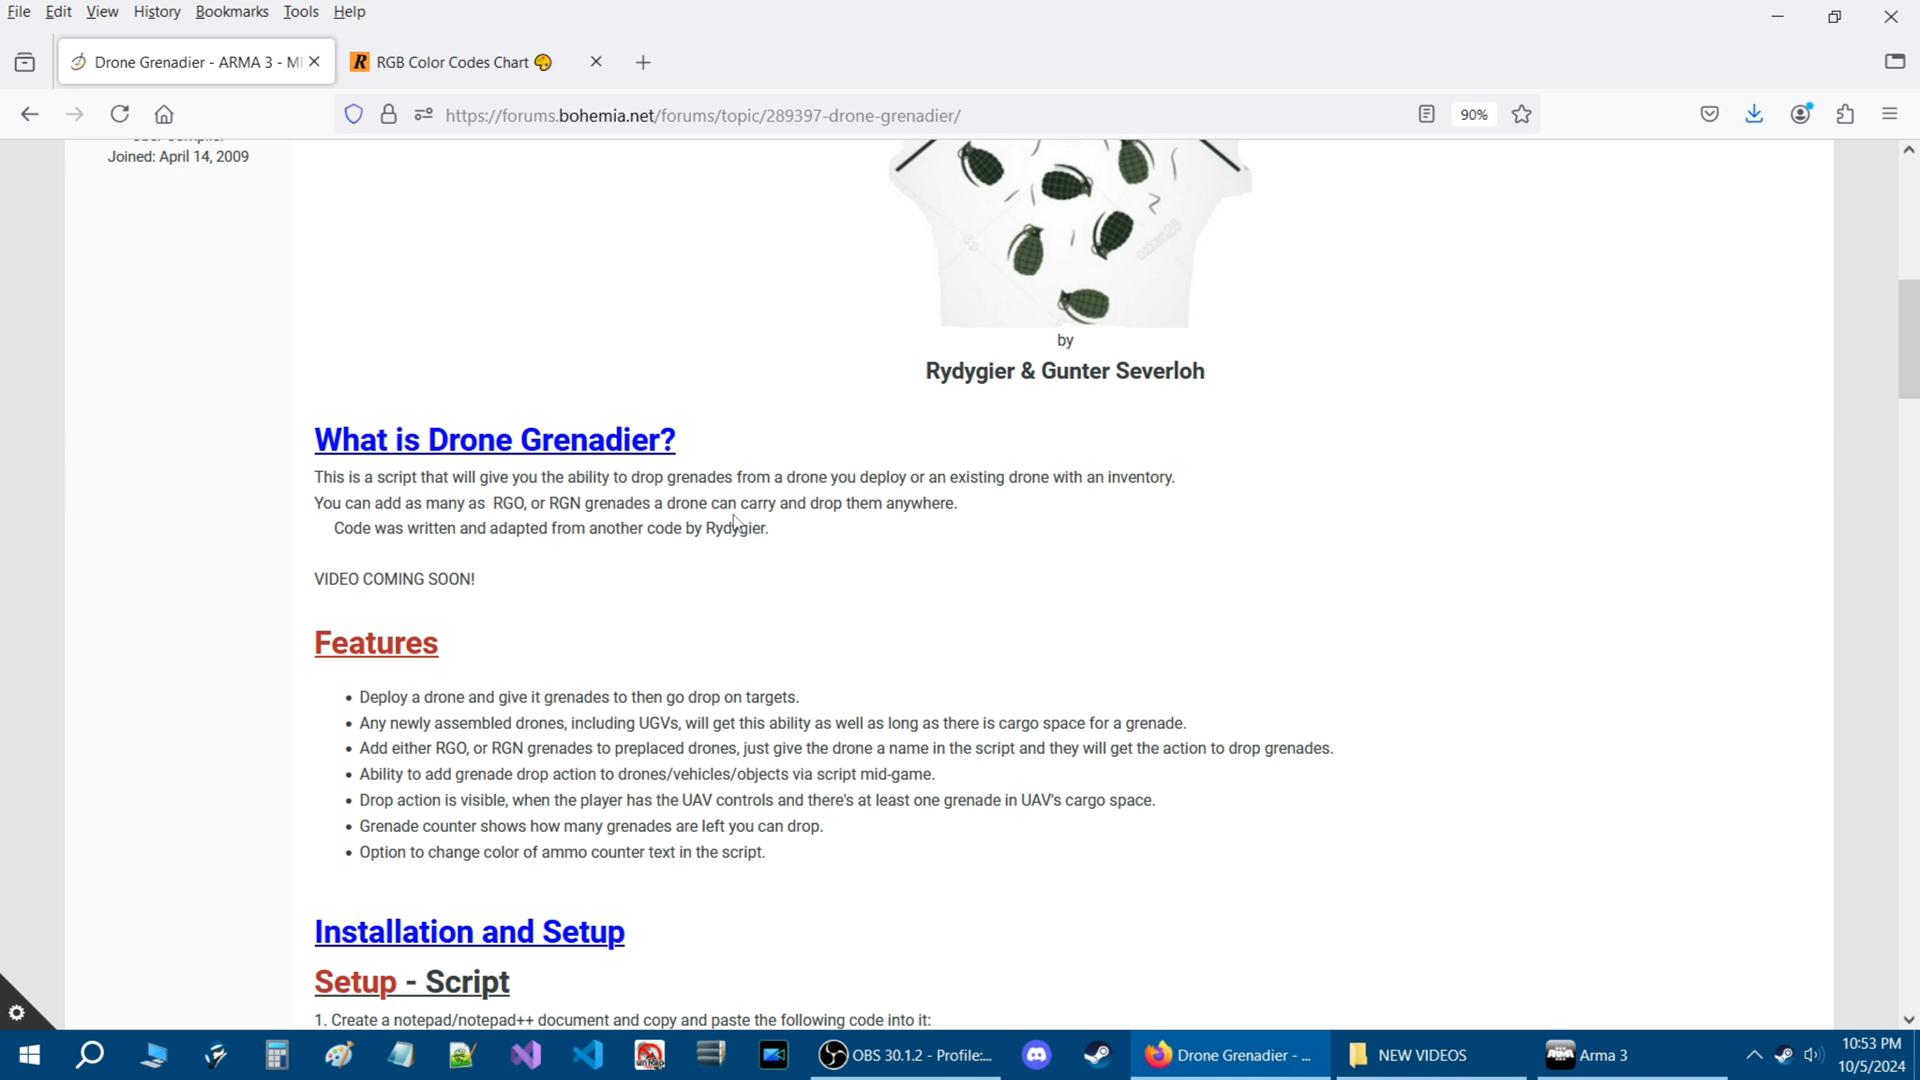 File Edit View History Bookmarks Tools Help
Drone Grenadier - ARMA 3 - MI
RGB Color Codes Chart
https://forums.bohemia.net/forums/topic/289397-drone-grenadier/
90%
Joined: April 14, 2009
by
Rydygier & Gunter Severloh
What is Drone Grenadier?
This is a script that will give you the ability to drop grenades from a drone you deploy or an existing drone with an inventory.
You can add as many as RGO, or RGN grenades a drone can carry and drop them anywhere.
Code was written and adapted from another code by Rydygier.
VIDEO COMING SOON!
Features
• Deploy a drone and give it grenades to then go drop on targets.
• Any newly assembled drones, including UGVs, will get this ability as well as long as there is cargo space for a grenade.
• Add either RGO, or RGN grenades to preplaced drones, just give the drone a name in the script and they will get the action to drop grenades.
• Ability to add grenade drop action to drones/vehicles/objects via script mid-game.
• Drop action is visible, when the player has the UAV controls and there's at least one grenade in UAV's cargo space.
• Grenade counter shows how many grenades are left you can drop.
• Option to change color of ammo counter text in the script.
Installation and Setup
Setup - Script
1. Create a notepad/notepad++ document and copy and paste the following code into it:
OBS 30.1.2 - Profile:...
Drone Grenadier - ...
NEW VIDEOS
Arma 3
10:53 PM
10/5/2024